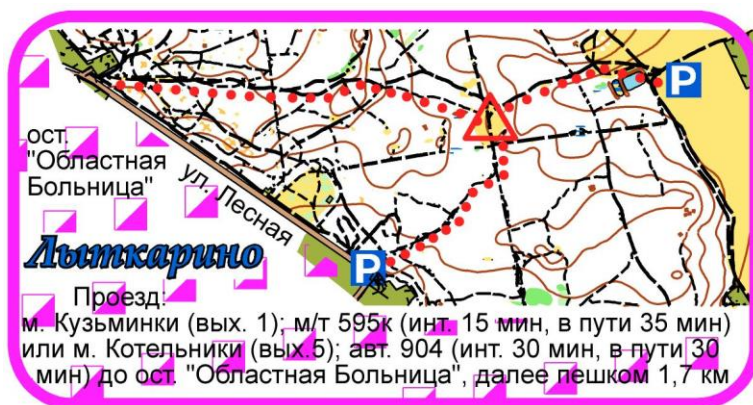 P
ост.
"Областная
Больница"
ул. Лесная
Лыткарино
P
Проезд:
м. Кузьминки (вых. 1); м/т 595к (инт. 15 мин, в пути 35 мин)
или м. Котельники (вых.5); авт. 904 (инт. 30 мин, в пути 30
мин) до ост. "Областная Больница", далее пешком 1,7 км